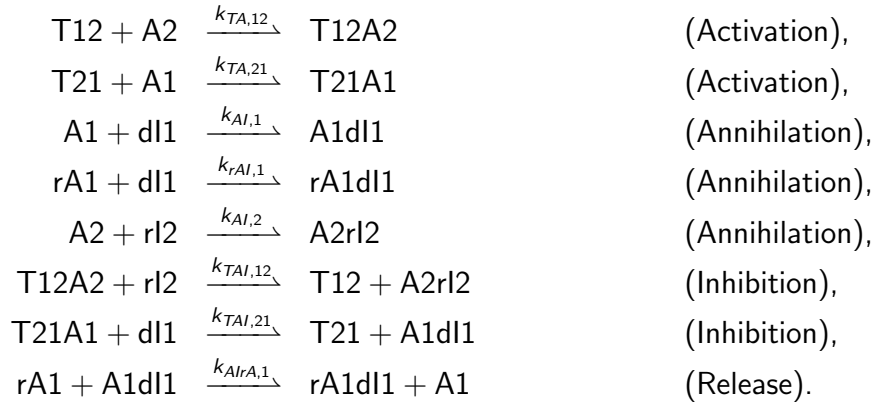 T12 + A2 k_{TA,12} ⇀ T12A2 (Activation),
T21 + A1 k_{TA,21} ⇀ T21A1 (Activation),
A1 + dI1 k_{AI,1} ⇀ A1dI1 (Annihilation),
rA1 + dI1 k_{rAI,1} ⇀ rA1dI1 (Annihilation),
A2 + rI2 k_{AI,2} ⇀ A2rI2 (Annihilation),
T12A2 + rI2 k_{TAI,12} ⇀ T12 + A2rI2 (Inhibition),
T21A1 + dI1 k_{TAI,21} ⇀ T21 + A1dI1 (Inhibition),
rA1 + A1dI1 k_{AIrA,1} ⇀ rA1dI1 + A1 (Release).